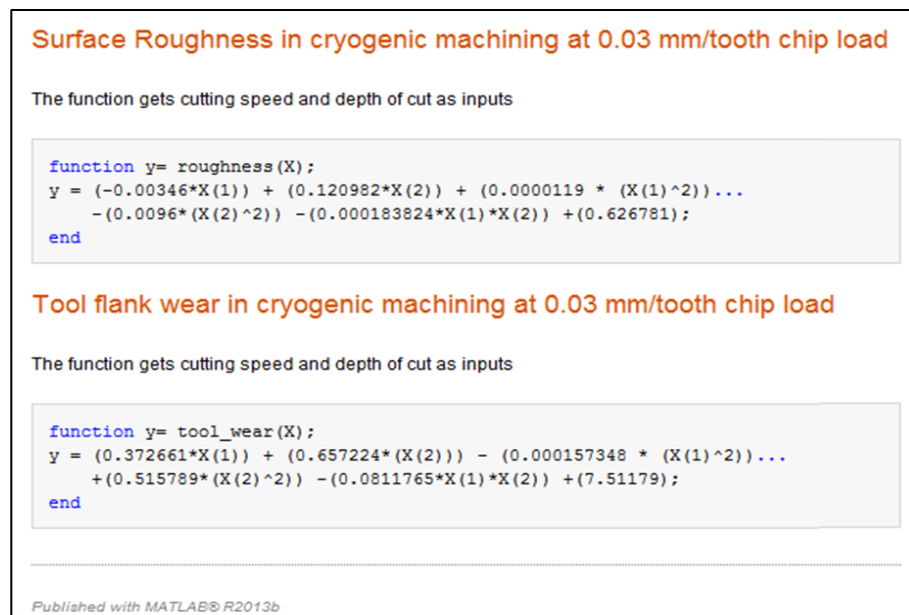 Surface Roughness in cryogenic machining at 0.03 mm/tooth chip load
The function gets cutting speed and depth of cut as inputs
function y= roughness(X);
y = (-0.00346*X(1)) + (0.120982*X(2)) + (0.0000119 * (X(1)^2))...
-(0.0096*(X(2)^2)) -(0.000183824*X(1)*X(2)) +(0.626781);
end
Tool flank wear in cryogenic machining at 0.03 mm/tooth chip load
The function gets cutting speed and depth of cut as inputs
function y= tool_wear(X);
y = (0.372661*X(1)) + (0.657224*(X(2))) - (0.000157348 * (X(1)^2))...
+(0.515789*(X(2)^2)) -(0.0811765*X(1)*X(2)) +(7.51179);
end
Published with MATLAB® R2013b